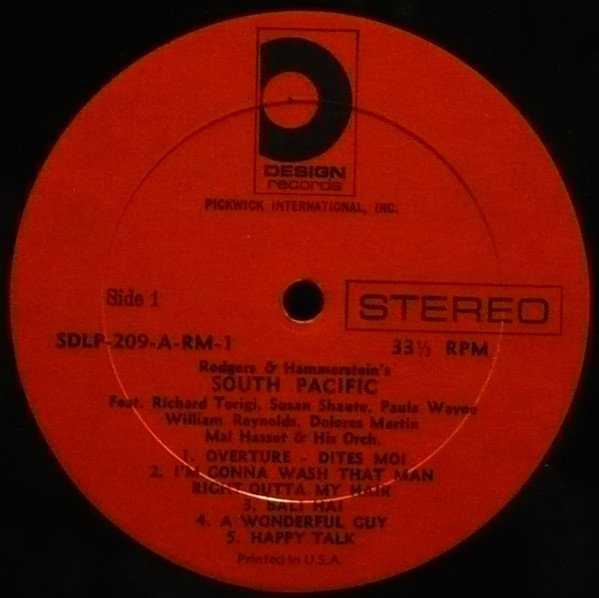 DESIGN
records
PICKWICK INTERNATIONAL, INC.
Side 1
STEREO
SDLP-209-A-RM-1
33⅓ RPM
Rodgers & Hammerstein's
SOUTH PACIFIC
Feat. Richard Torigi, Susan Shaute, Paula Wayne
William Reynolds, Dolores Martin
Mal Hasset & His Orch.
1. OVERTURE - DITES MOI
2. I'M GONNA WASH THAT MAN
RIGHT OUTTA MY HAIR
3. BALI HAI
4. A WONDERFUL GUY
5. HAPPY TALK
Printed in U.S.A.